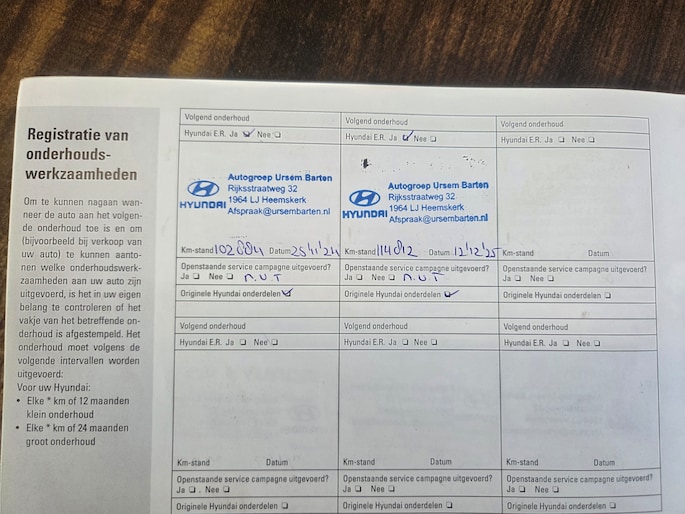 Registratie van
onderhouds-
werkzaamheden
Om te kunnen nagaan wan-
neer de auto aan het volgen-
de onderhoud toe is en om
(bijvoorbeeld bij verkoop van
uw auto) te kunnen aanto-
nen welke onderhoudswerk-
zaamheden aan uw auto zijn
uitgevoerd, is het in uw eigen
belang te controleren of het
vakje van het betreffende on-
derhoud is afgestempeld. Het
onderhoud moet volgens de
volgende intervallen worden
uitgevoerd:
Voor uw Hyundai:
• Elke * km of 12 maanden
klein onderhoud
• Elke * km of 24 maanden
groot onderhoud
Volgend onderhoud
Hyundai E.R. Ja ☑ Nee ❏
HYUNDAI
Autogroep Ursem Barten
Rijksstraatweg 32
1964 LJ Heemskerk
Afspraak@ursembarten.nl
Km-stand Datum 25/11/24
Openstaande service campagne uitgevoerd?
Ja ❏ Nee ❏ n.v.t
Originele Hyundai onderdelen ☑
Volgend onderhoud
Hyundai E.R. Ja ☑ Nee ❏
HYUNDAI
Autogroep Ursem Barten
Rijksstraatweg 32
1964 LJ Heemskerk
Afspraak@ursembarten.nl
Km-stand 114012 Datum 12/12/25
Openstaande service campagne uitgevoerd?
Ja ❏ Nee ❏ n.v.t
Originele Hyundai onderdelen ☑
Volgend onderhoud
Hyundai E.R. Ja ❏ Nee ❏
Km-stand Datum
Openstaande service campagne uitgevoerd?
Ja ❏ Nee ❏
Originele Hyundai onderdelen ❏
Volgend onderhoud
Hyundai E.R. Ja ❏ Nee ❏
Km-stand Datum
Openstaande service campagne uitgevoerd?
Ja ❏ Nee ❏
Originele Hyundai onderdelen ❏
Volgend onderhoud
Hyundai E.R. Ja ❏ Nee ❏
Km-stand Datum
Openstaande service campagne uitgevoerd?
Ja ❏ Nee ❏
Originele Hyundai onderdelen ❏
Volgend onderhoud
Hyundai E.R. Ja ❏ Nee ❏
Km-stand Datum
Openstaande service campagne uitgevoerd?
Ja ❏ Nee ❏
Originele Hyundai onderdelen ❏